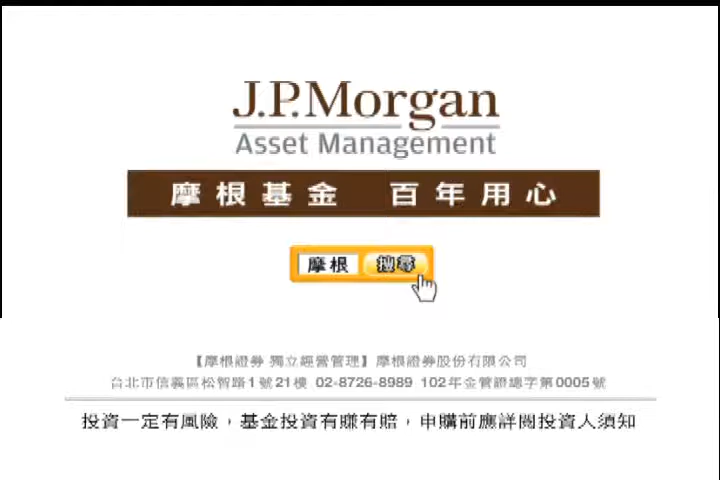 J.P.Morgan
Asset Management
摩根基金 百年用心
摩根 搜尋
【摩根證券 獨立經營管理】摩根證券股份有限公司
台北市信義區松智路1號21樓 02-8726-8989 102年金管證總字第0005號
投資一定有風險，基金投資有賺有賠，申購前應詳閱投資人須知